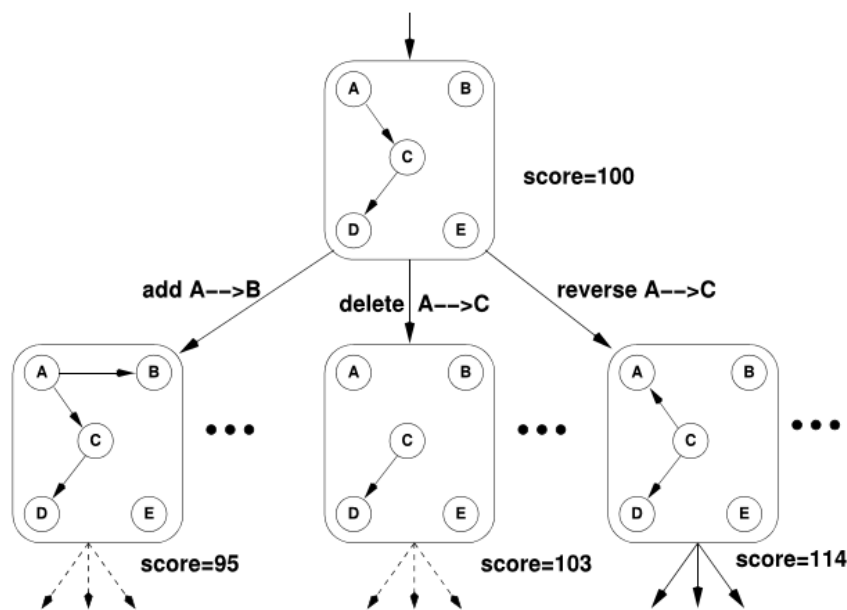 A B
C
D E
score=100
add A-->B
delete A-->C
reverse A-->C
A B
C
D E
score=95
A B
C
D E
score=103
A B
C
D E
score=114